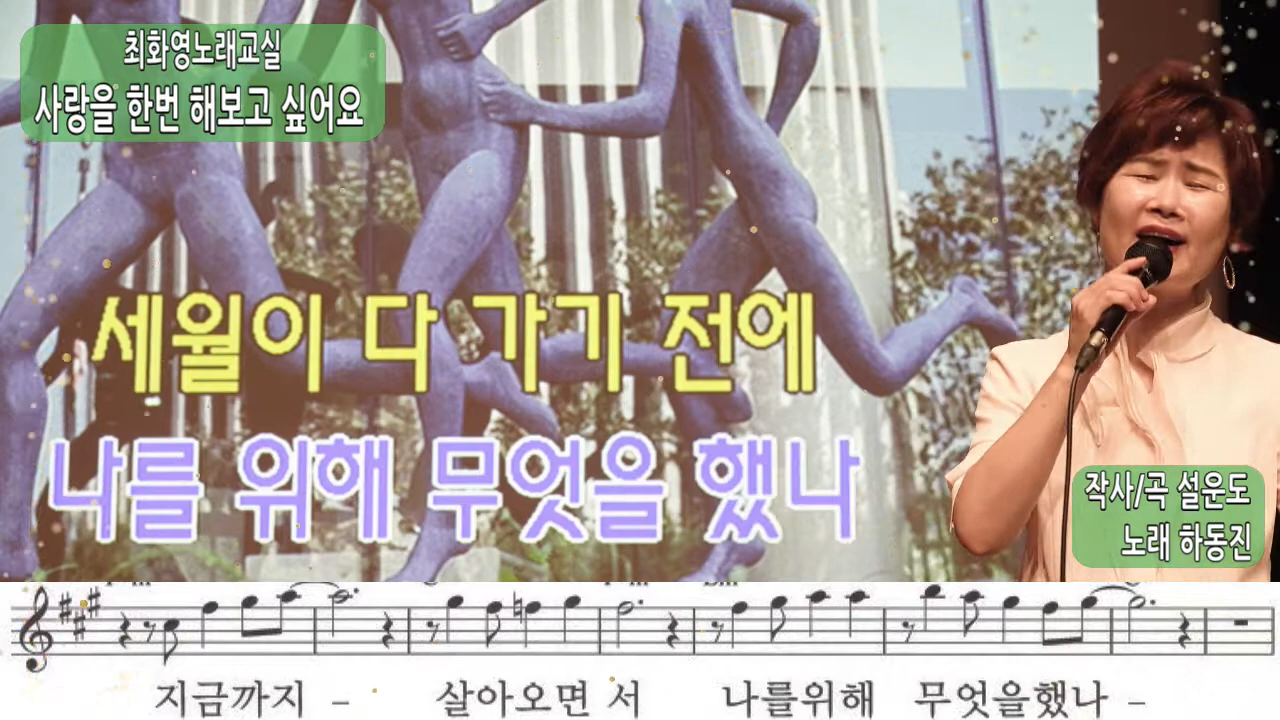 최화영노래교실
사랑을 한번 해보고 싶어요
세월이 다 가기 전에
나를 위해 무엇을 했나
작사/곡 설운도
노래 하동진
지금까지 - 살아오면 서 나를위해 무엇을했나 -